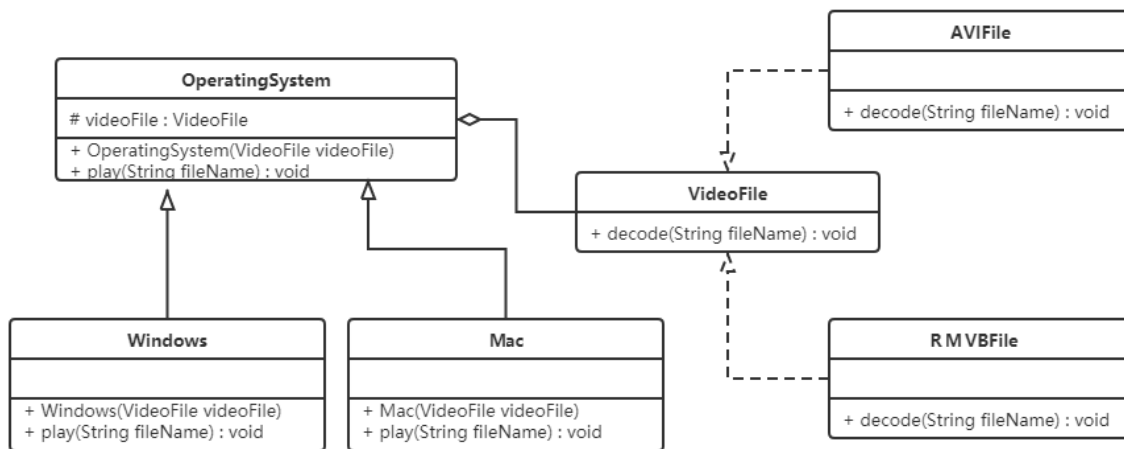 OperatingSystem
# videoFile : VideoFile
+ OperatingSystem(VideoFile videoFile)
+ play(String fileName) : void
AVIFile
+ decode(String fileName) : void
VideoFile
+ decode(String fileName) : void
Windows
+ Windows(VideoFile videoFile)
+ play(String fileName) : void
Mac
+ Mac(VideoFile videoFile)
+ play(String fileName) : void
RMVBFile
+ decode(String fileName) : void